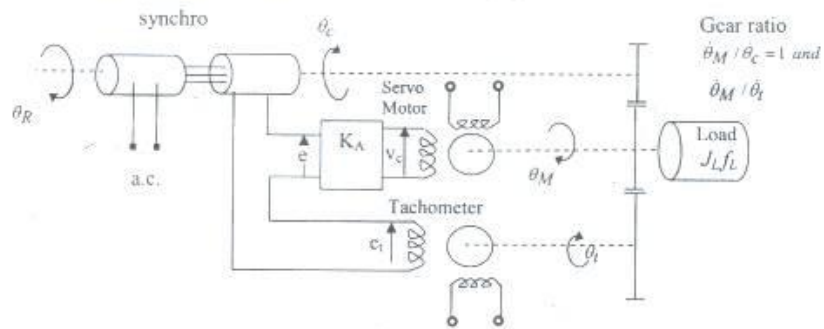 synchro
θ_c
Gear ratio
θ̇_M / θ_c = 1 and
θ̇_M / θ̇_t
θ_R
Servo
Motor
K_A
e
v_c
θ_M
Load
J_L f_L
a.c.
Tachometer
e_t
θ_t